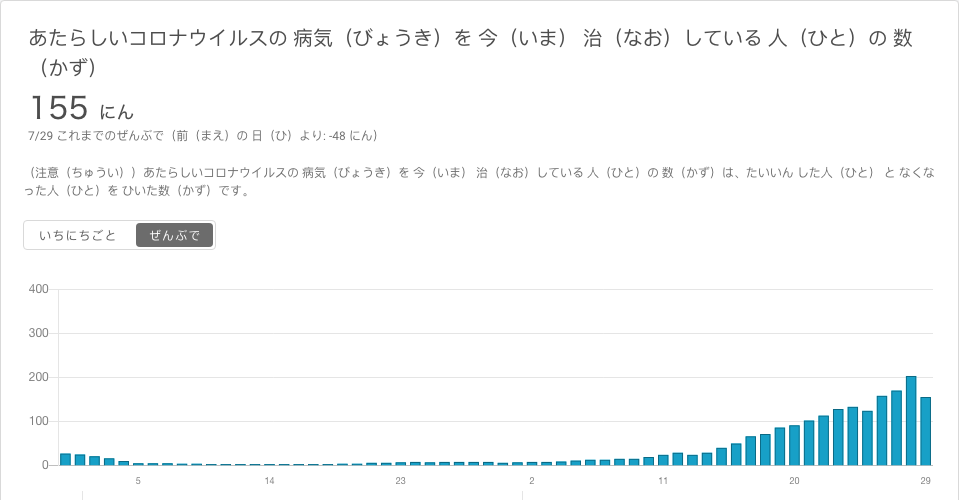 あたらしいコロナウイルスの 病気（びょうき）を 今（いま） 治（なお）している 人（ひと）の 数
（かず）
155 にん
7/29 これまでのぜんぶで（前（まえ）の 日（ひ）より: -48 にん）
（注意（ちゅうい））あたらしいコロナウイルスの 病気（びょうき）を 今（いま） 治（なお）している 人（ひと）の 数（かず）は、たいいん した人（ひと） と なくな
った人（ひと）を ひいた数（かず）です。
いちにちごと ぜんぶで
400
300
200
100
0
5 14 23 2 11 20 29